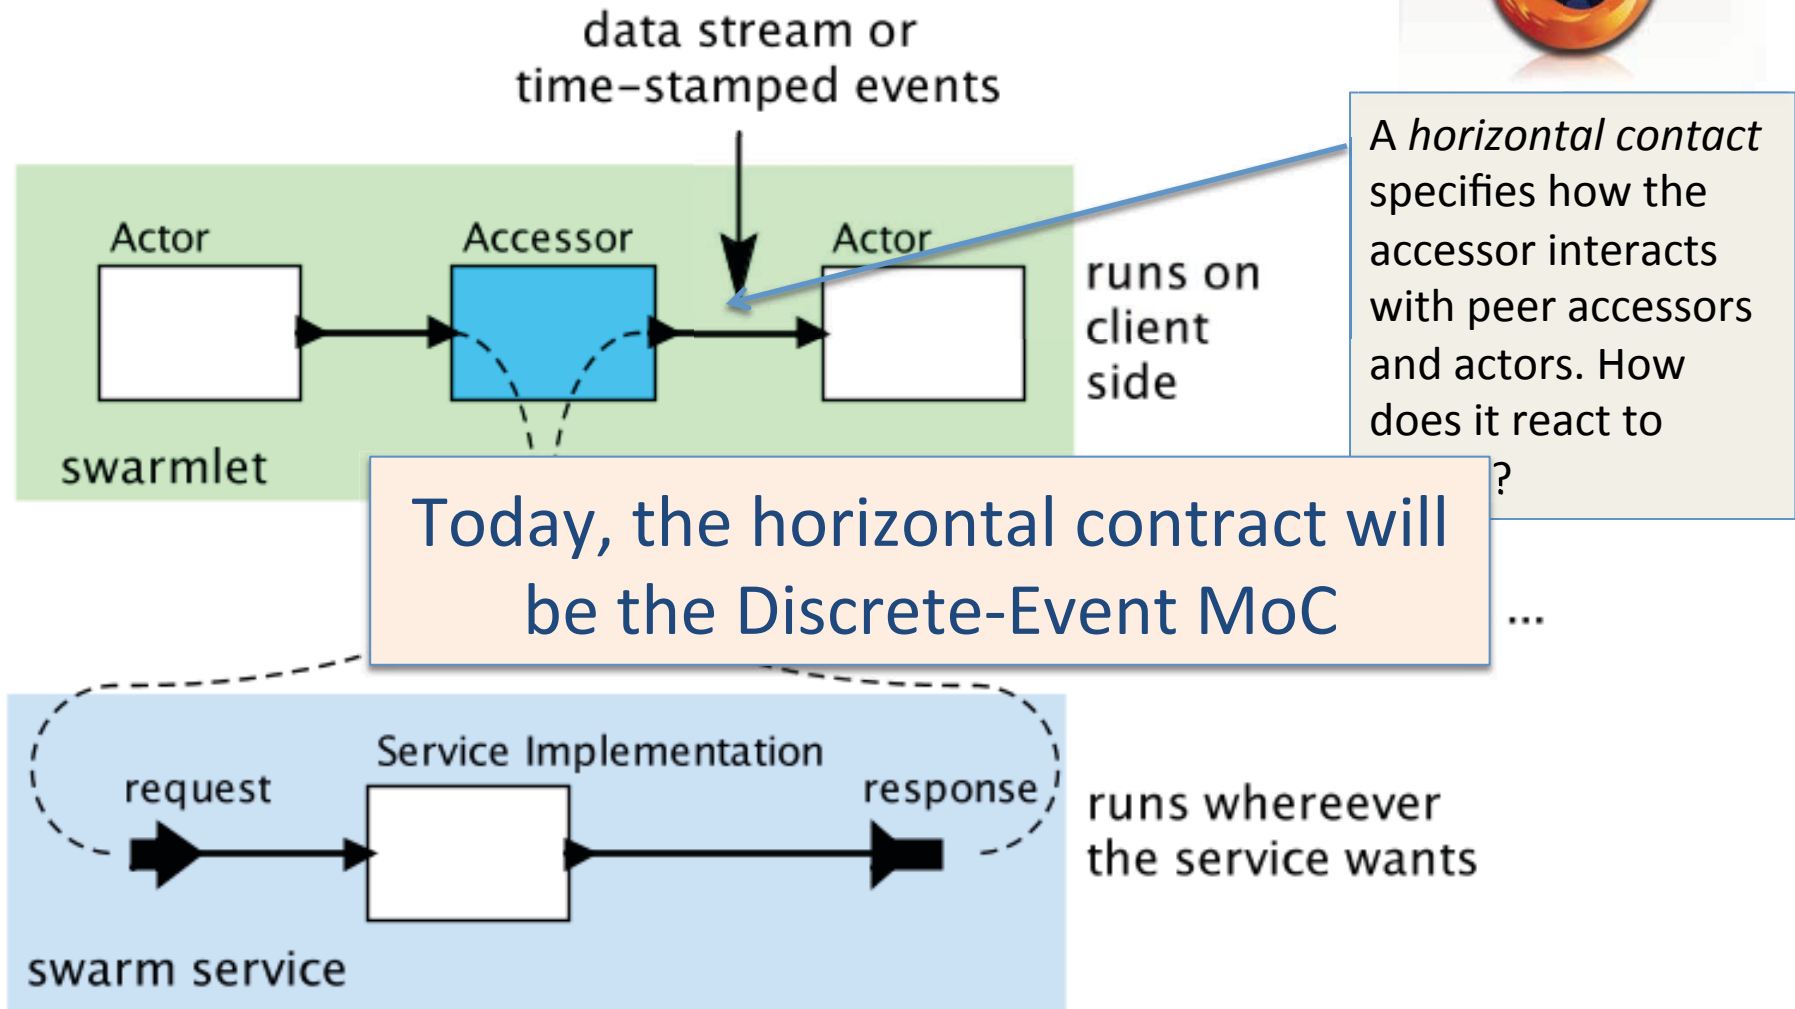 data stream or
time-stamped events
A horizontal contact
specifies how the
accessor interacts
with peer accessors
and actors. How
does it react to
?
Actor
Accessor
Actor
runs on
client
side
swarmlet
Today, the horizontal contract will
be the Discrete-Event MoC
...
Service Implementation
request
response
runs whereever
the service wants
swarm service